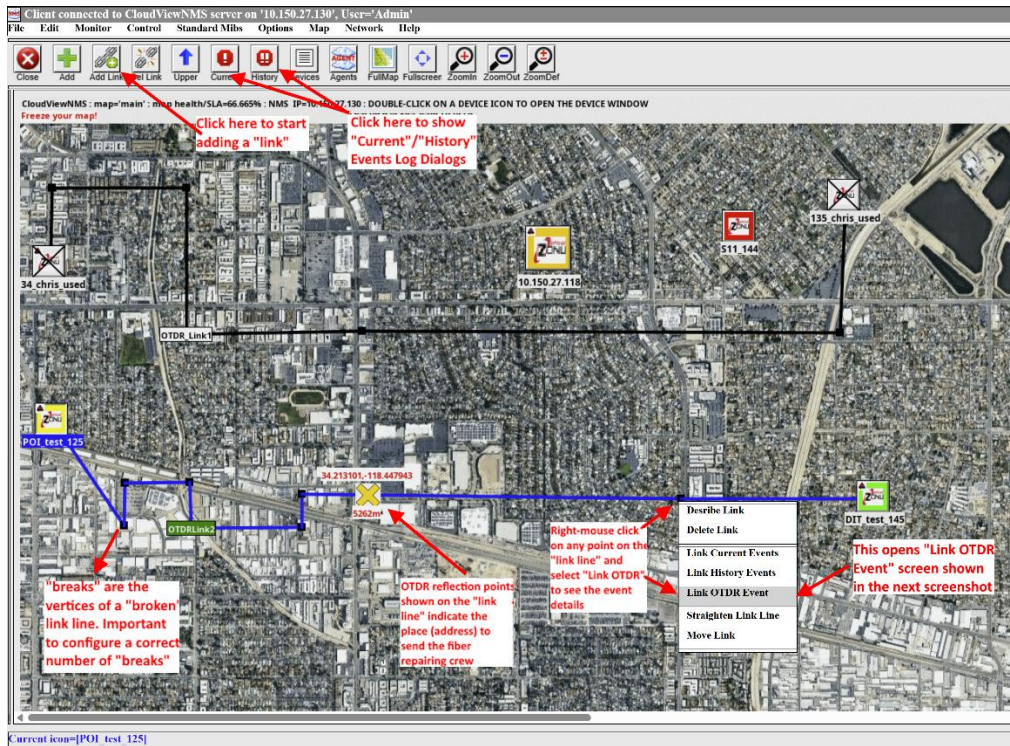 Client connected to CloudViewNMS server on '10.150.27.130', User='Admin'
File Edit Monitor Control Standard Mibs Options Map Network Help
Close Add Add Link Del Link Upper Current History Devices Agents FullMap Fullscreen ZoomIn ZoomOut ZoomDef
CloudViewNMS : map='main' : map health/SLA=66.665% : NMS IP=10.150.27.130 : DOUBLE-CLICK ON A DEVICE ICON TO OPEN THE DEVICE WINDOW
Freeze your map!
Click here to start
adding a "link"
Click here to show
"Current"/"History"
Events Log Dialogs
34_chris_used
135_chris_used
S11_144
10.150.27.118
OTDR_Link1
POI_test_125
34.213101,-118.447943
5262m
OTDRLink2
DIT_test_145
"breaks" are the
vertices of a "broken"
link line. Important
to configure a correct
number of "breaks"
OTDR reflection points
shown on the "link
line" indicate the
place (address) to
send the fiber
repairing crew
Right-mouse click
on any point on the
"link line" and
select "Link OTDR"
to see the event
details
Desribe Link
Delete Link
Link Current Events
Link History Events
Link OTDR Event
Straighten Link Line
Move Link
This opens "Link OTDR
Event" screen shown
in the next screenshot
Current icon=[POI_test_125]